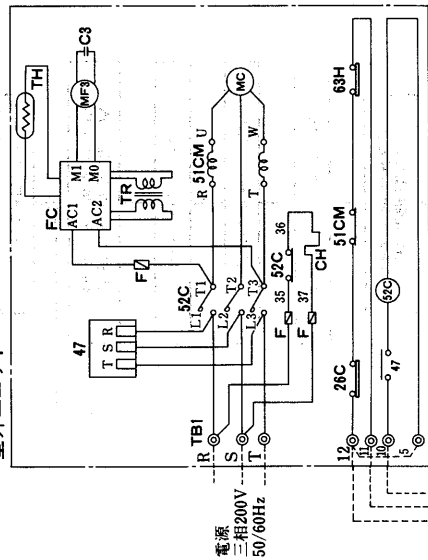 C3
TH
MF3
M1
M0
FC
AC1
AC2
TR
F
47
T S R
52C
L1
T1
L2
T2
L3
T3
51CM
R
U
MC
T
W
TB1
R
S
T
電源
三相200V
50/60Hz
F
35
52C
36
F
37
CH
12
26C
51CM
63H
11
10
47
52C
5